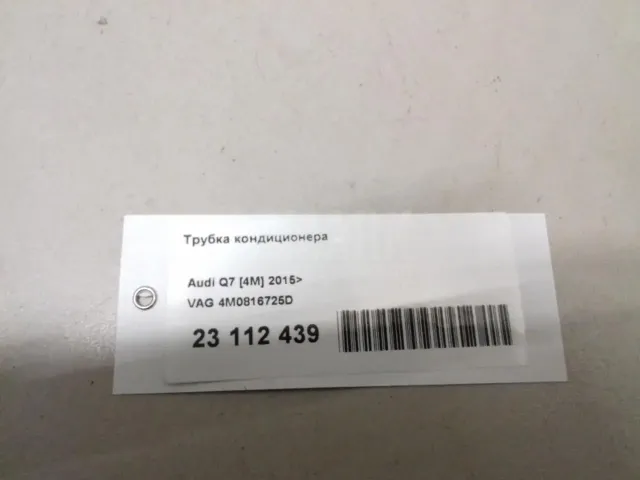 Трубка кондиционера
Audi Q7 [4M] 2015>
VAG 4M0816725D
23 112 439